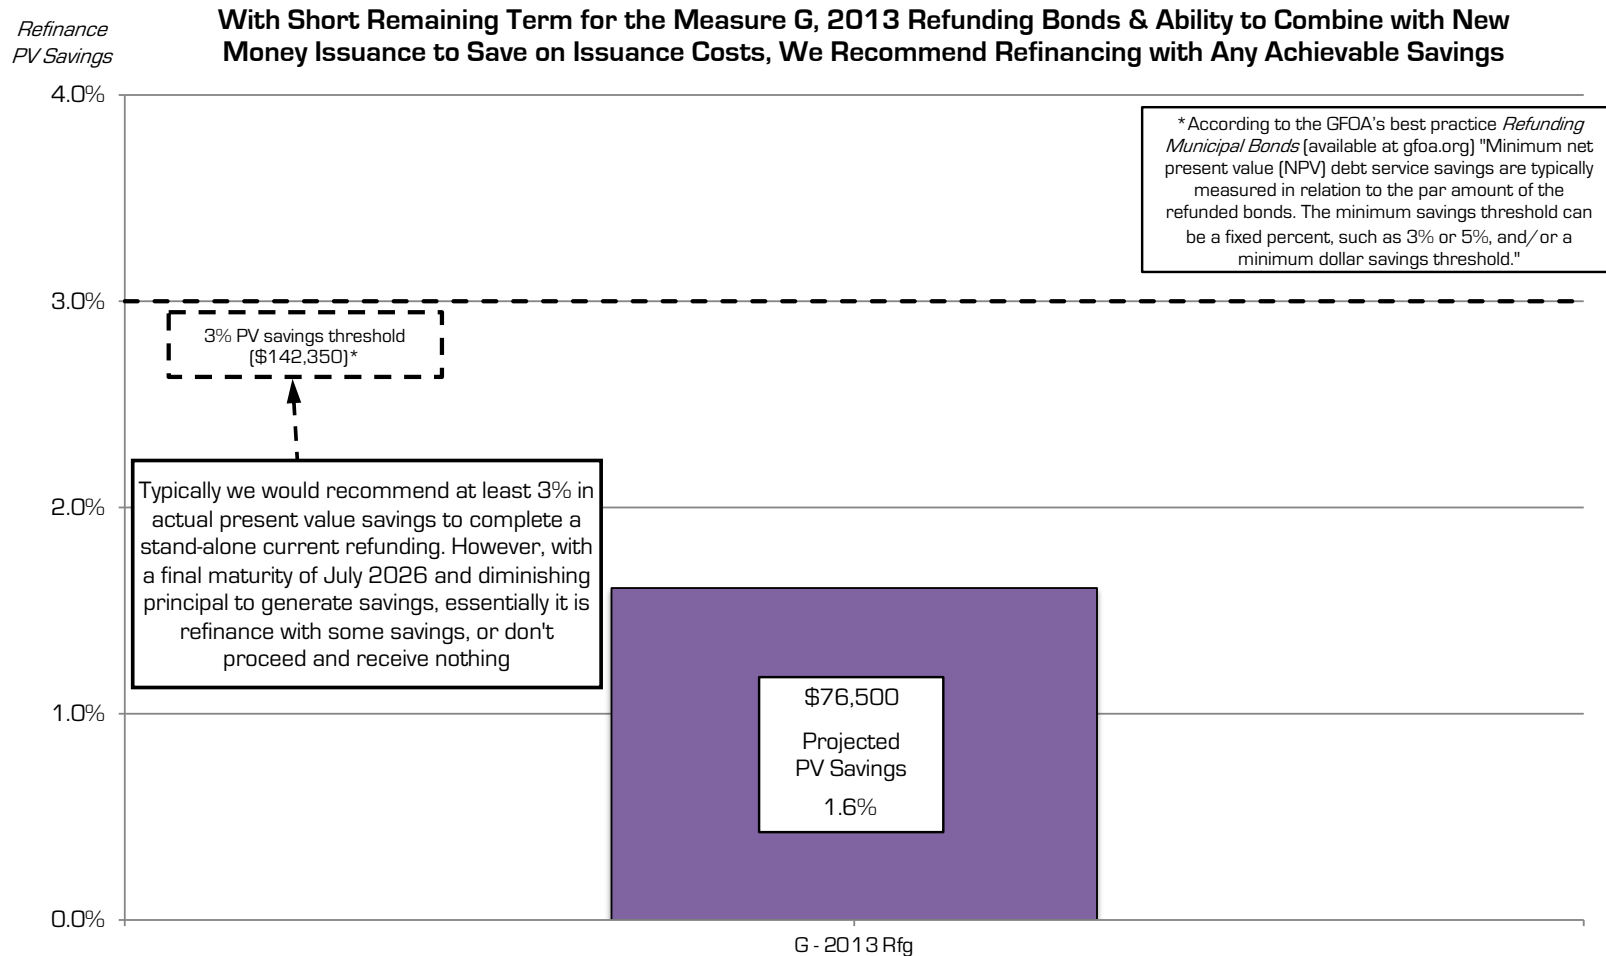 Refinance
PV Savings
With Short Remaining Term for the Measure G, 2013 Refunding Bonds & Ability to Combine with New
Money Issuance to Save on Issuance Costs, We Recommend Refinancing with Any Achievable Savings
4.0%
*According to the GFOA's best practice Refunding
Municipal Bonds (available at gfoa.org) "Minimum net
present value (NPV) debt service savings are typically
measured in relation to the par amount of the
refunded bonds. The minimum savings threshold can
be a fixed percent, such as 3% or 5%, and/or a
minimum dollar savings threshold."
3.0%
3% PV savings threshold
($142,350)*
Typically we would recommend at least 3% in
actual present value savings to complete a
stand-alone current refunding. However, with
a final maturity of July 2026 and diminishing
principal to generate savings, essentially it is
refinance with some savings, or don't
proceed and receive nothing
2.0%
1.0%
$76,500
Projected
PV Savings
1.6%
0.0%
G - 2013 Rfg